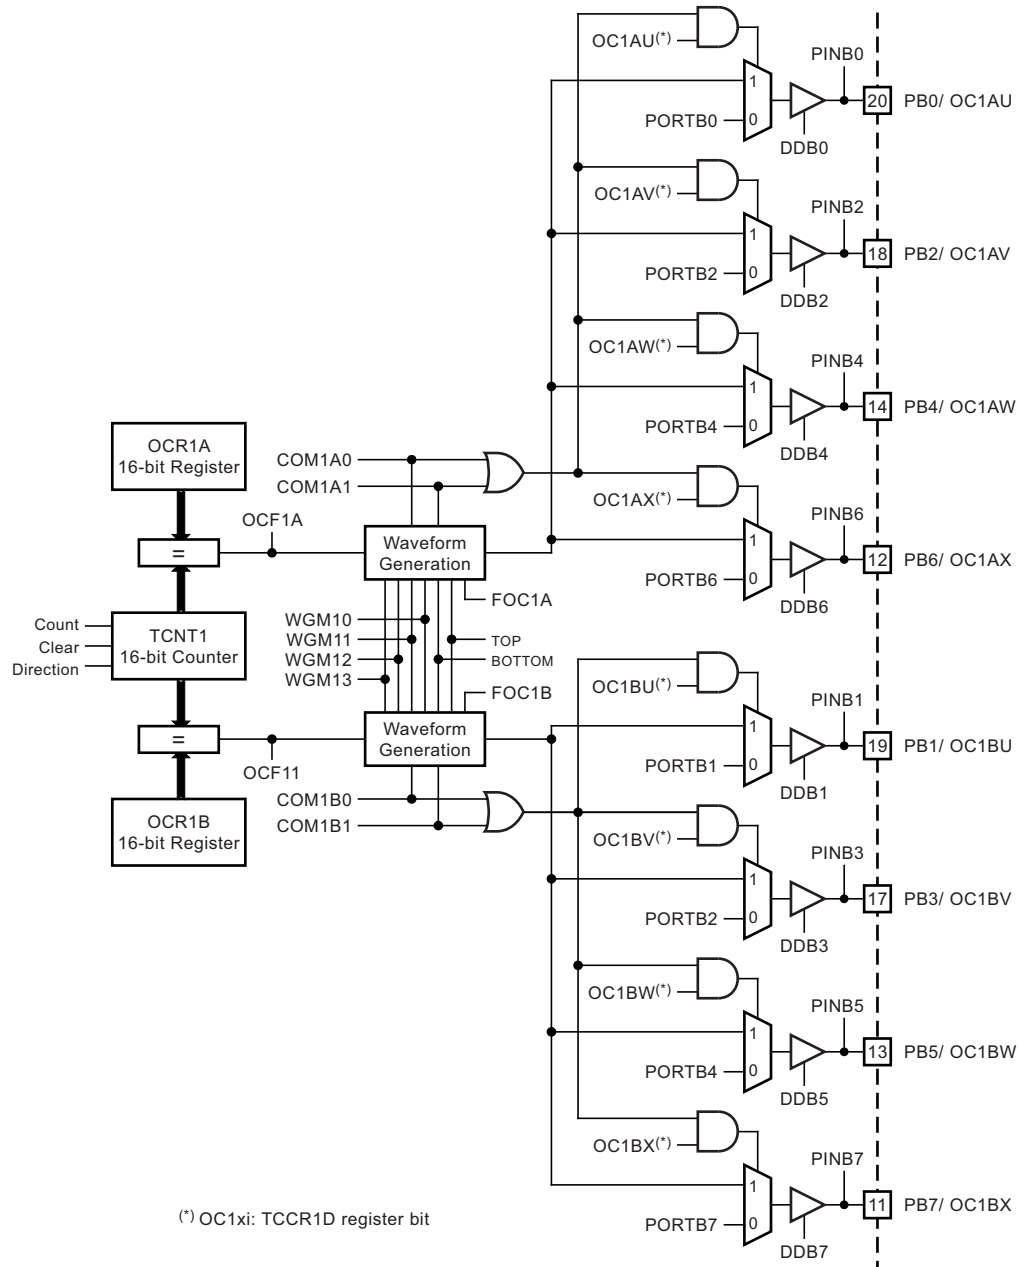 OC1AU(*)
PINB0
1
20
PB0/ OC1AU
PORTB0
0
DDB0
OC1AV(*)
PINB2
1
18
PB2/ OC1AV
PORTB2
0
DDB2
OC1AW(*)
PINB4
1
14
PB4/ OC1AW
PORTB4
0
DDB4
OCR1A
16-bit Register
COM1A0
COM1A1
OC1AX(*)
PINB6
OCF1A
=
Waveform
Generation
1
12
PB6/ OC1AX
PORTB6
0
DDB6
FOC1A
Count
Clear
Direction
TCNT1
16-bit Counter
WGM10
WGM11
WGM12
WGM13
TOP
BOTTOM
FOC1B
OC1BU(*)
PINB1
=
Waveform
Generation
1
19
PB1/ OC1BU
PORTB1
0
DDB1
OCF11
OCR1B
16-bit Register
COM1B0
COM1B1
OC1BV(*)
PINB3
1
17
PB3/ OC1BV
PORTB2
0
DDB3
OC1BW(*)
PINB5
1
13
PB5/ OC1BW
PORTB4
0
DDB5
OC1BX(*)
PINB7
1
11
PB7/ OC1BX
PORTB7
0
DDB7
(*) OC1xi: TCCR1D register bit